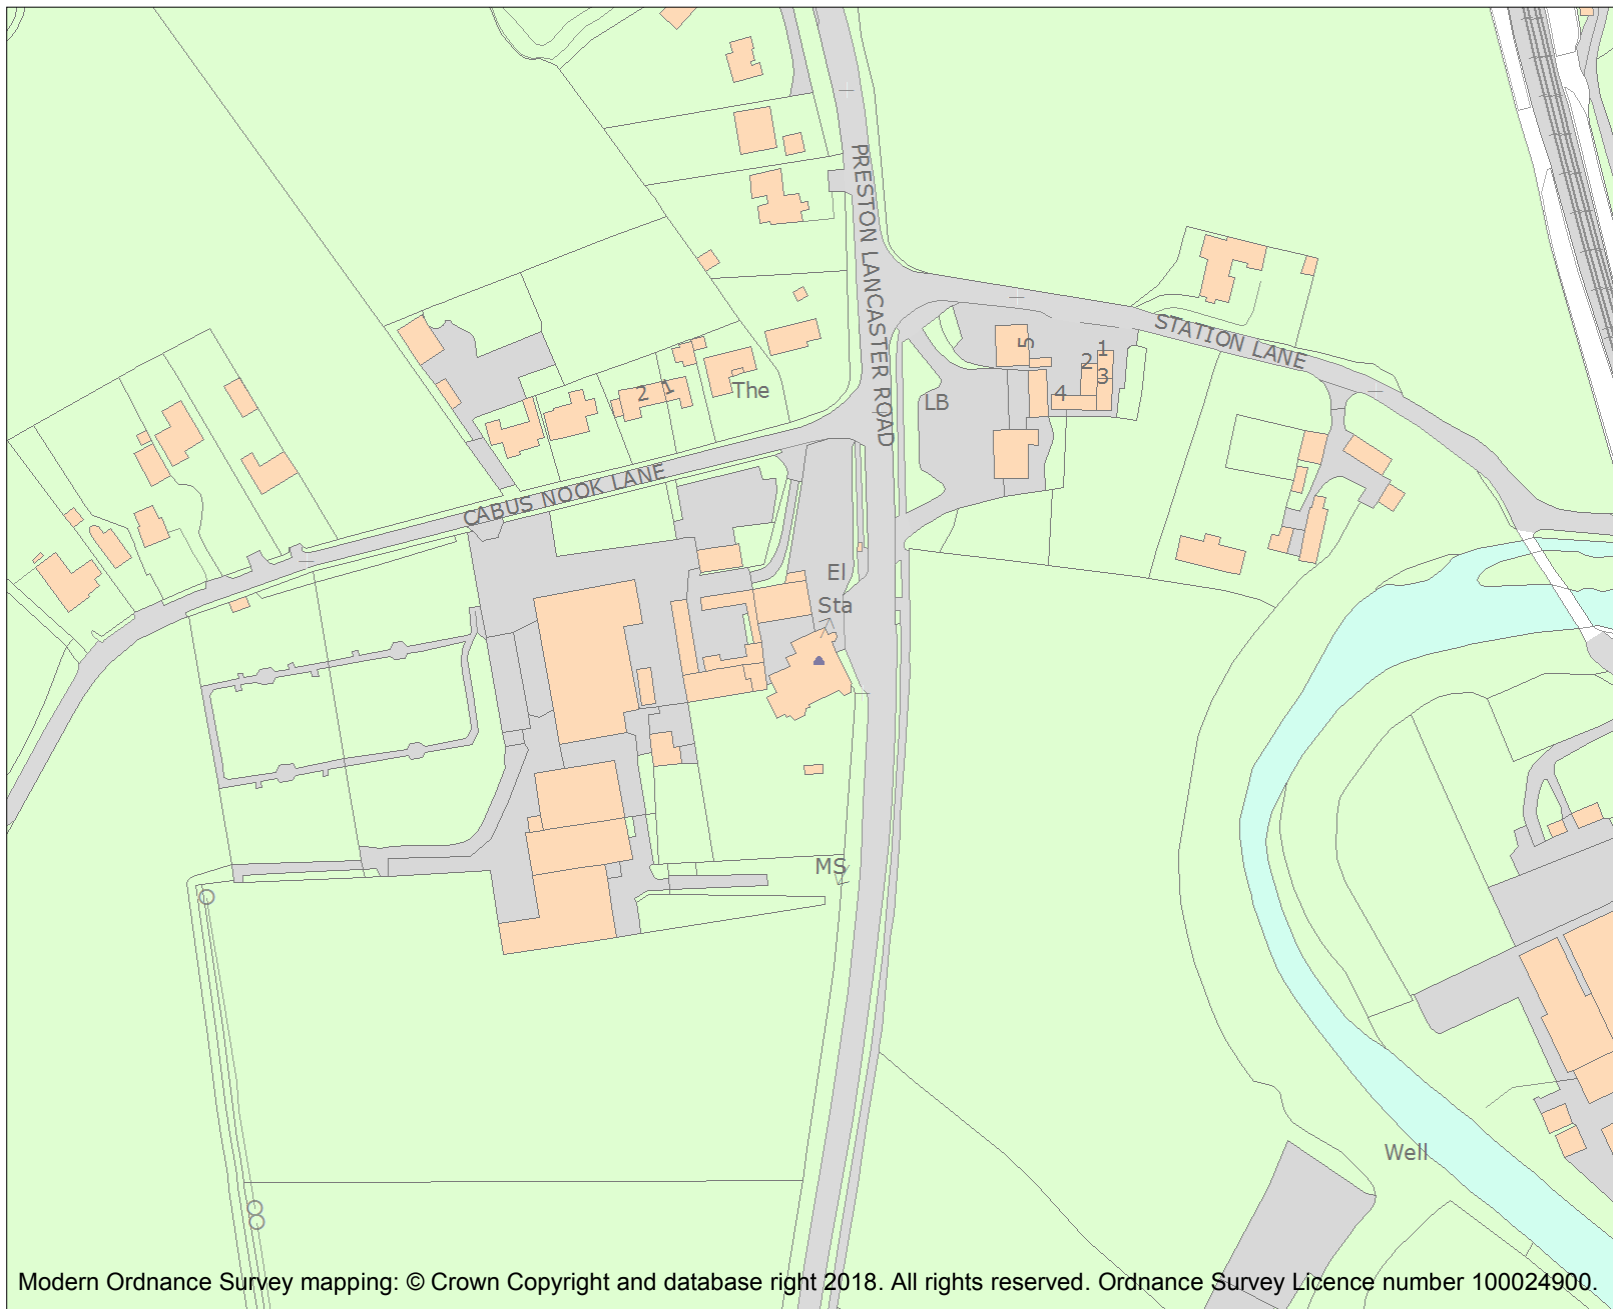 PRESTON LANCASTER ROAD
STATION LANE
5
1
2
3
4
LB
2
1
The
CABUS NOOK LANE
El
Sta
MS
Well
Modern Ordnance Survey mapping: © Crown Copyright and database right 2018. All rights reserved. Ordnance Survey Licence number 100024900.